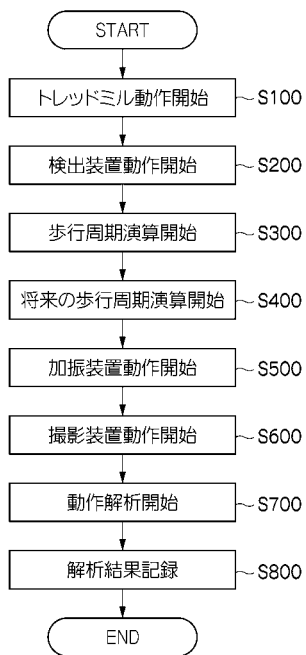 START
トレッドミル動作開始 S100
検出装置動作開始 S200
歩行周期演算開始 S300
将来の歩行周期演算開始 S400
加振装置動作開始 S500
撮影装置動作開始 S600
動作解析開始 S700
解析結果記録 S800
END